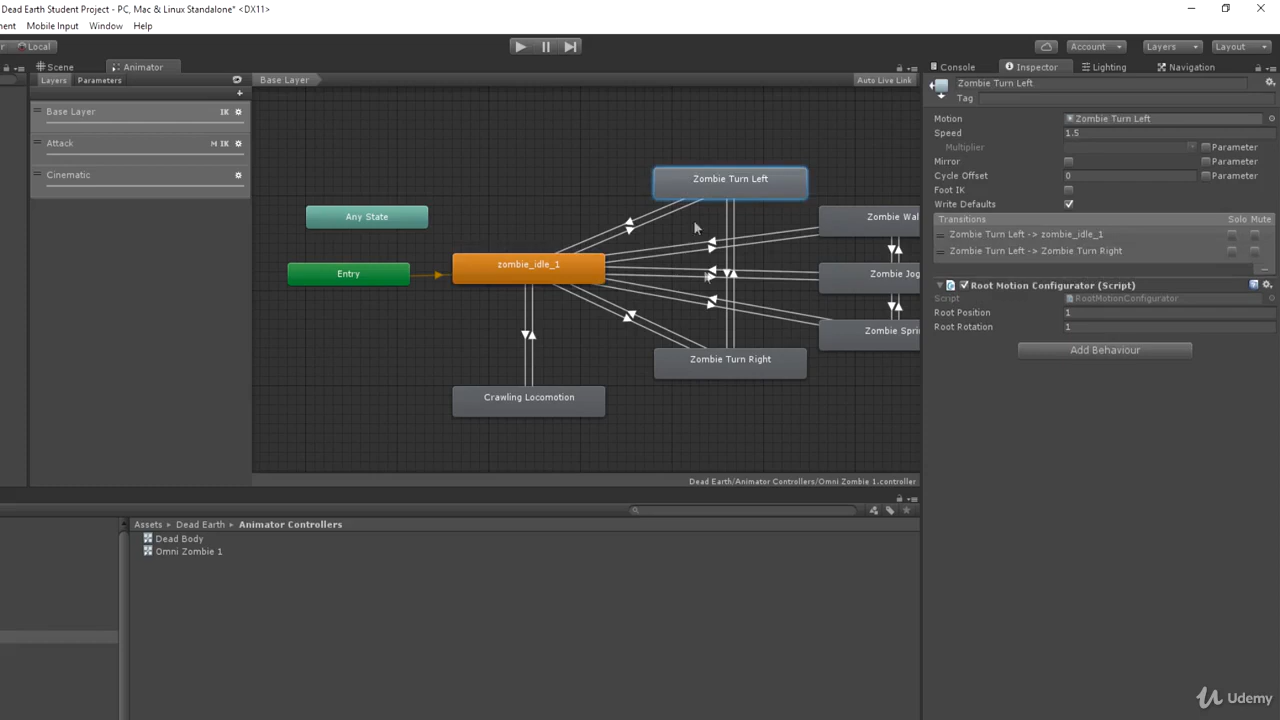 Dead Earth Student Project - PC, Mac & Linux Standalone* <DX11>
Mobile Input Window Help
Local Account Layers Layout
Scene Animator Console Inspector Lighting Navigation
Layers Parameters Base Layer Auto Live Link
Zombie Turn Left
Tag
Base Layer IK
Attack M IK
Cinematic
Any State
Entry
zombie_idle_1
Zombie Turn Left
Zombie Wal
Zombie Jog
Zombie Spri
Zombie Turn Right
Crawling Locomotion
Dead Earth/Animator Controllers/Omni Zombie 1.controller
Motion Zombie Turn Left
Speed 1.5
Multiplier Parameter
Mirror Parameter
Cycle Offset 0 Parameter
Foot IK
Write Defaults
Transitions Solo Mute
Zombie Turn Left -> zombie_idle_1
Zombie Turn Left -> Zombie Turn Right
Root Motion Configurator (Script)
Script RootMotionConfigurator
Root Position 1
Root Rotation 1
Add Behaviour
Assets Dead Earth Animator Controllers
Dead Body
Omni Zombie 1
Udemy